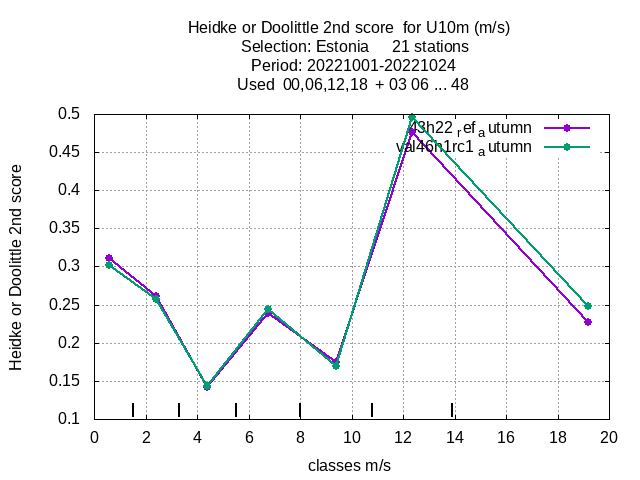 Heidke or Doolittle 2nd score for U10m (m/s)
Selection: Estonia 21 stations
Period: 20221001-20221024
Used 00,06,12,18 + 03 06 ... 48
43h22 ref a utumn
val46h1rc1 a utumn
Heidke or Doolittle 2nd score
0.5
0.45
0.4
0.35
0.3
0.25
0.2
0.15
0.1
0 2 4 6 8 10 12 14 16 18 20
classes m/s